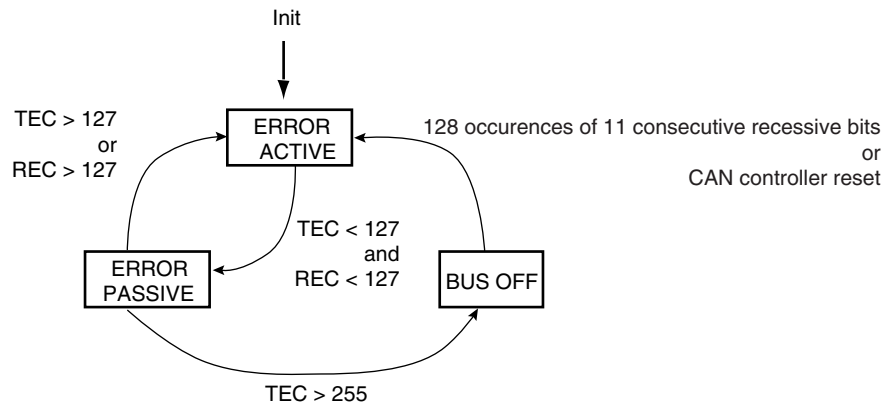 Init
TEC > 127
or
REC > 127
ERROR
ACTIVE
128 occurences of 11 consecutive recessive bits
or
CAN controller reset
TEC < 127
and
REC < 127
ERROR
PASSIVE
BUS OFF
TEC > 255